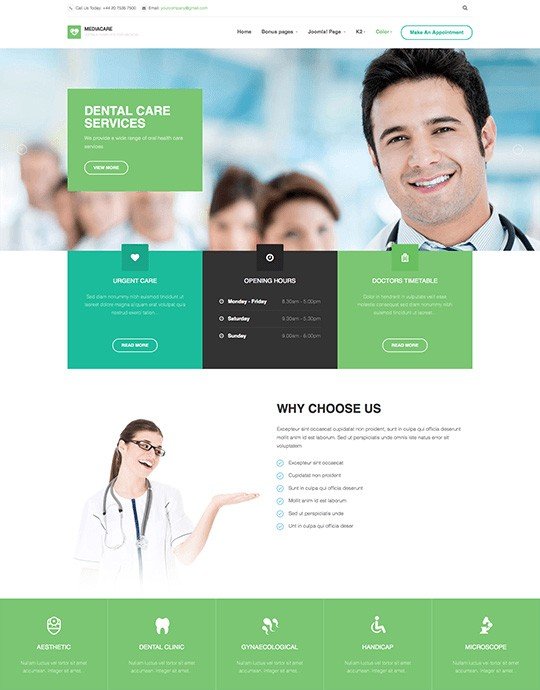 Call Us Today: +44 20 7526 7500
Email: yourcompany@gmail.com
MEDIACARE
Home
Bonus pages
Joomla! Page
K2
Color
Make An Appointment
DENTAL CARE
SERVICES
We provide a wide range of oral health care
services
VIEW MORE
URGENT CARE
Sed diam nonummy nibh euismod tincidunt ut
laoreet dolore magna aliquam erat volutpat quis
nostrud exerci tation...
READ MORE
OPENING HOURS
Monday - Friday 8.30am - 5:00pm
Saturday 9.30am - 5.30pm
Sunday 9.00am - 6:00pm
DOCTORS TIMETABLE
Dolor in hendrerit in vulputate velit esse
molestie consequat sed diam nonummy nibh
euismod tincidunt ut laoreet..
READ MORE
WHY CHOOSE US
Excepteur sint occaecat cupidatat non proident, sunt in culpa qui officia deserunt
mollit anim id est laborum. Sed ut perspiciatis unde omnis iste natus error sit
voluptatem accusantium.
Excepteur sint occaecat
Cupidatat non proident
Sunt in culpa qui officia deserunt
Mollit anim id est laborum
Sed ut perspiciatis unde
Unt in culpa qui officia deser
AESTHETIC
Nullam luctus vel tortor sit amet
accumsan. Integer sit amet.
DENTAL CLINIC
Nullam luctus vel tortor sit amet
accumsan. Integer sit amet.
GYNAECOLOGICAL
Nullam luctus vel tortor sit amet
accumsan. Integer sit amet.
HANDICAP
Nullam luctus vel tortor sit amet
accumsan. Integer sit amet.
MICROSCOPE
Nullam luctus vel tortor sit amet
accumsan. Integer sit amet.